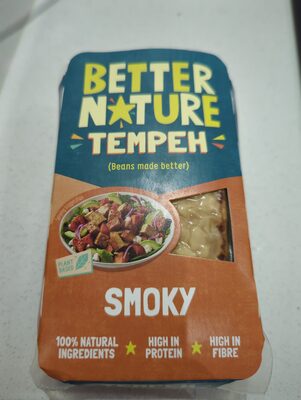 BETTER
NATURE
TEMPEH
(Beans made better)
PLANT
BASED
SMOKY
100% NATURAL
INGREDIENTS
HIGH IN
PROTEIN
HIGH IN
FIBRE